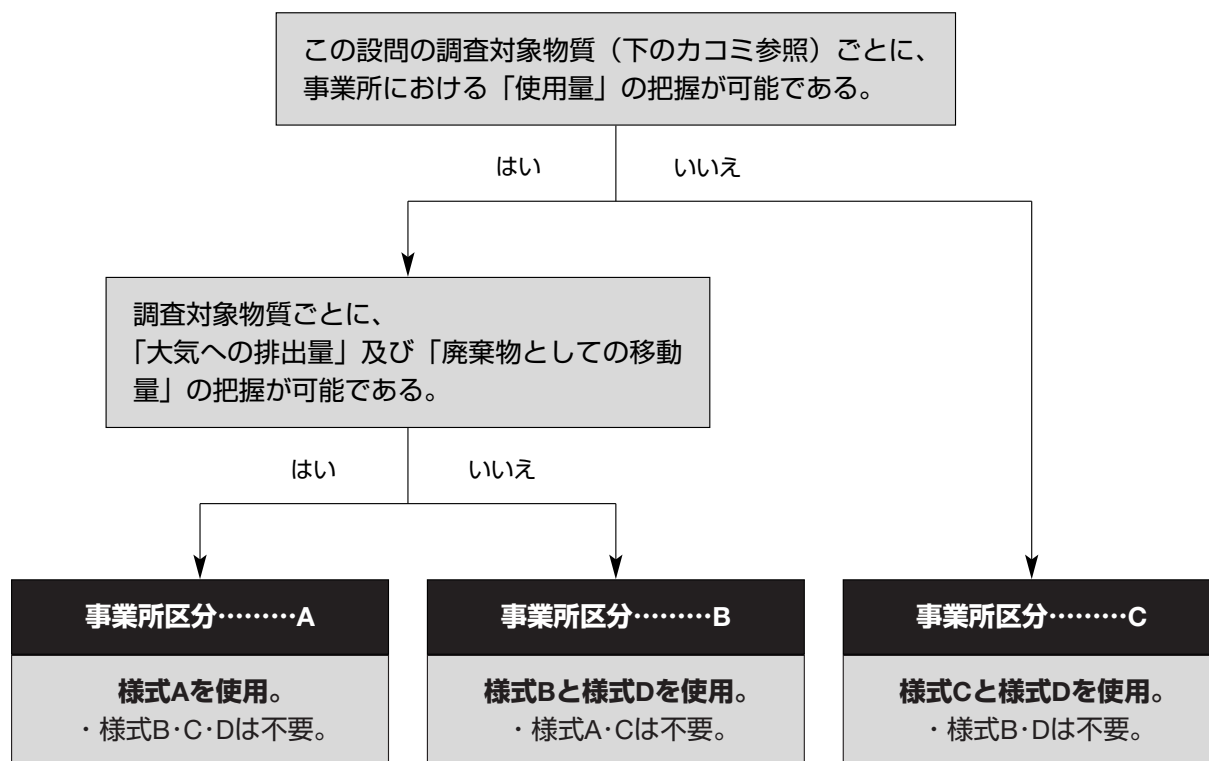 この設問の調査対象物質（下のカコミ参照）ごとに、
事業所における「使用量」の把握が可能である。
はい
いいえ
調査対象物質ごとに、
「大気への排出量」及び「廃棄物としての移動
量」の把握が可能である。
はい
いいえ
事業所区分………A
様式Aを使用。
・様式B･C･Dは不要。
事業所区分………B
様式Bと様式Dを使用。
・様式A･Cは不要。
事業所区分………C
様式Cと様式Dを使用。
・様式B･Dは不要。